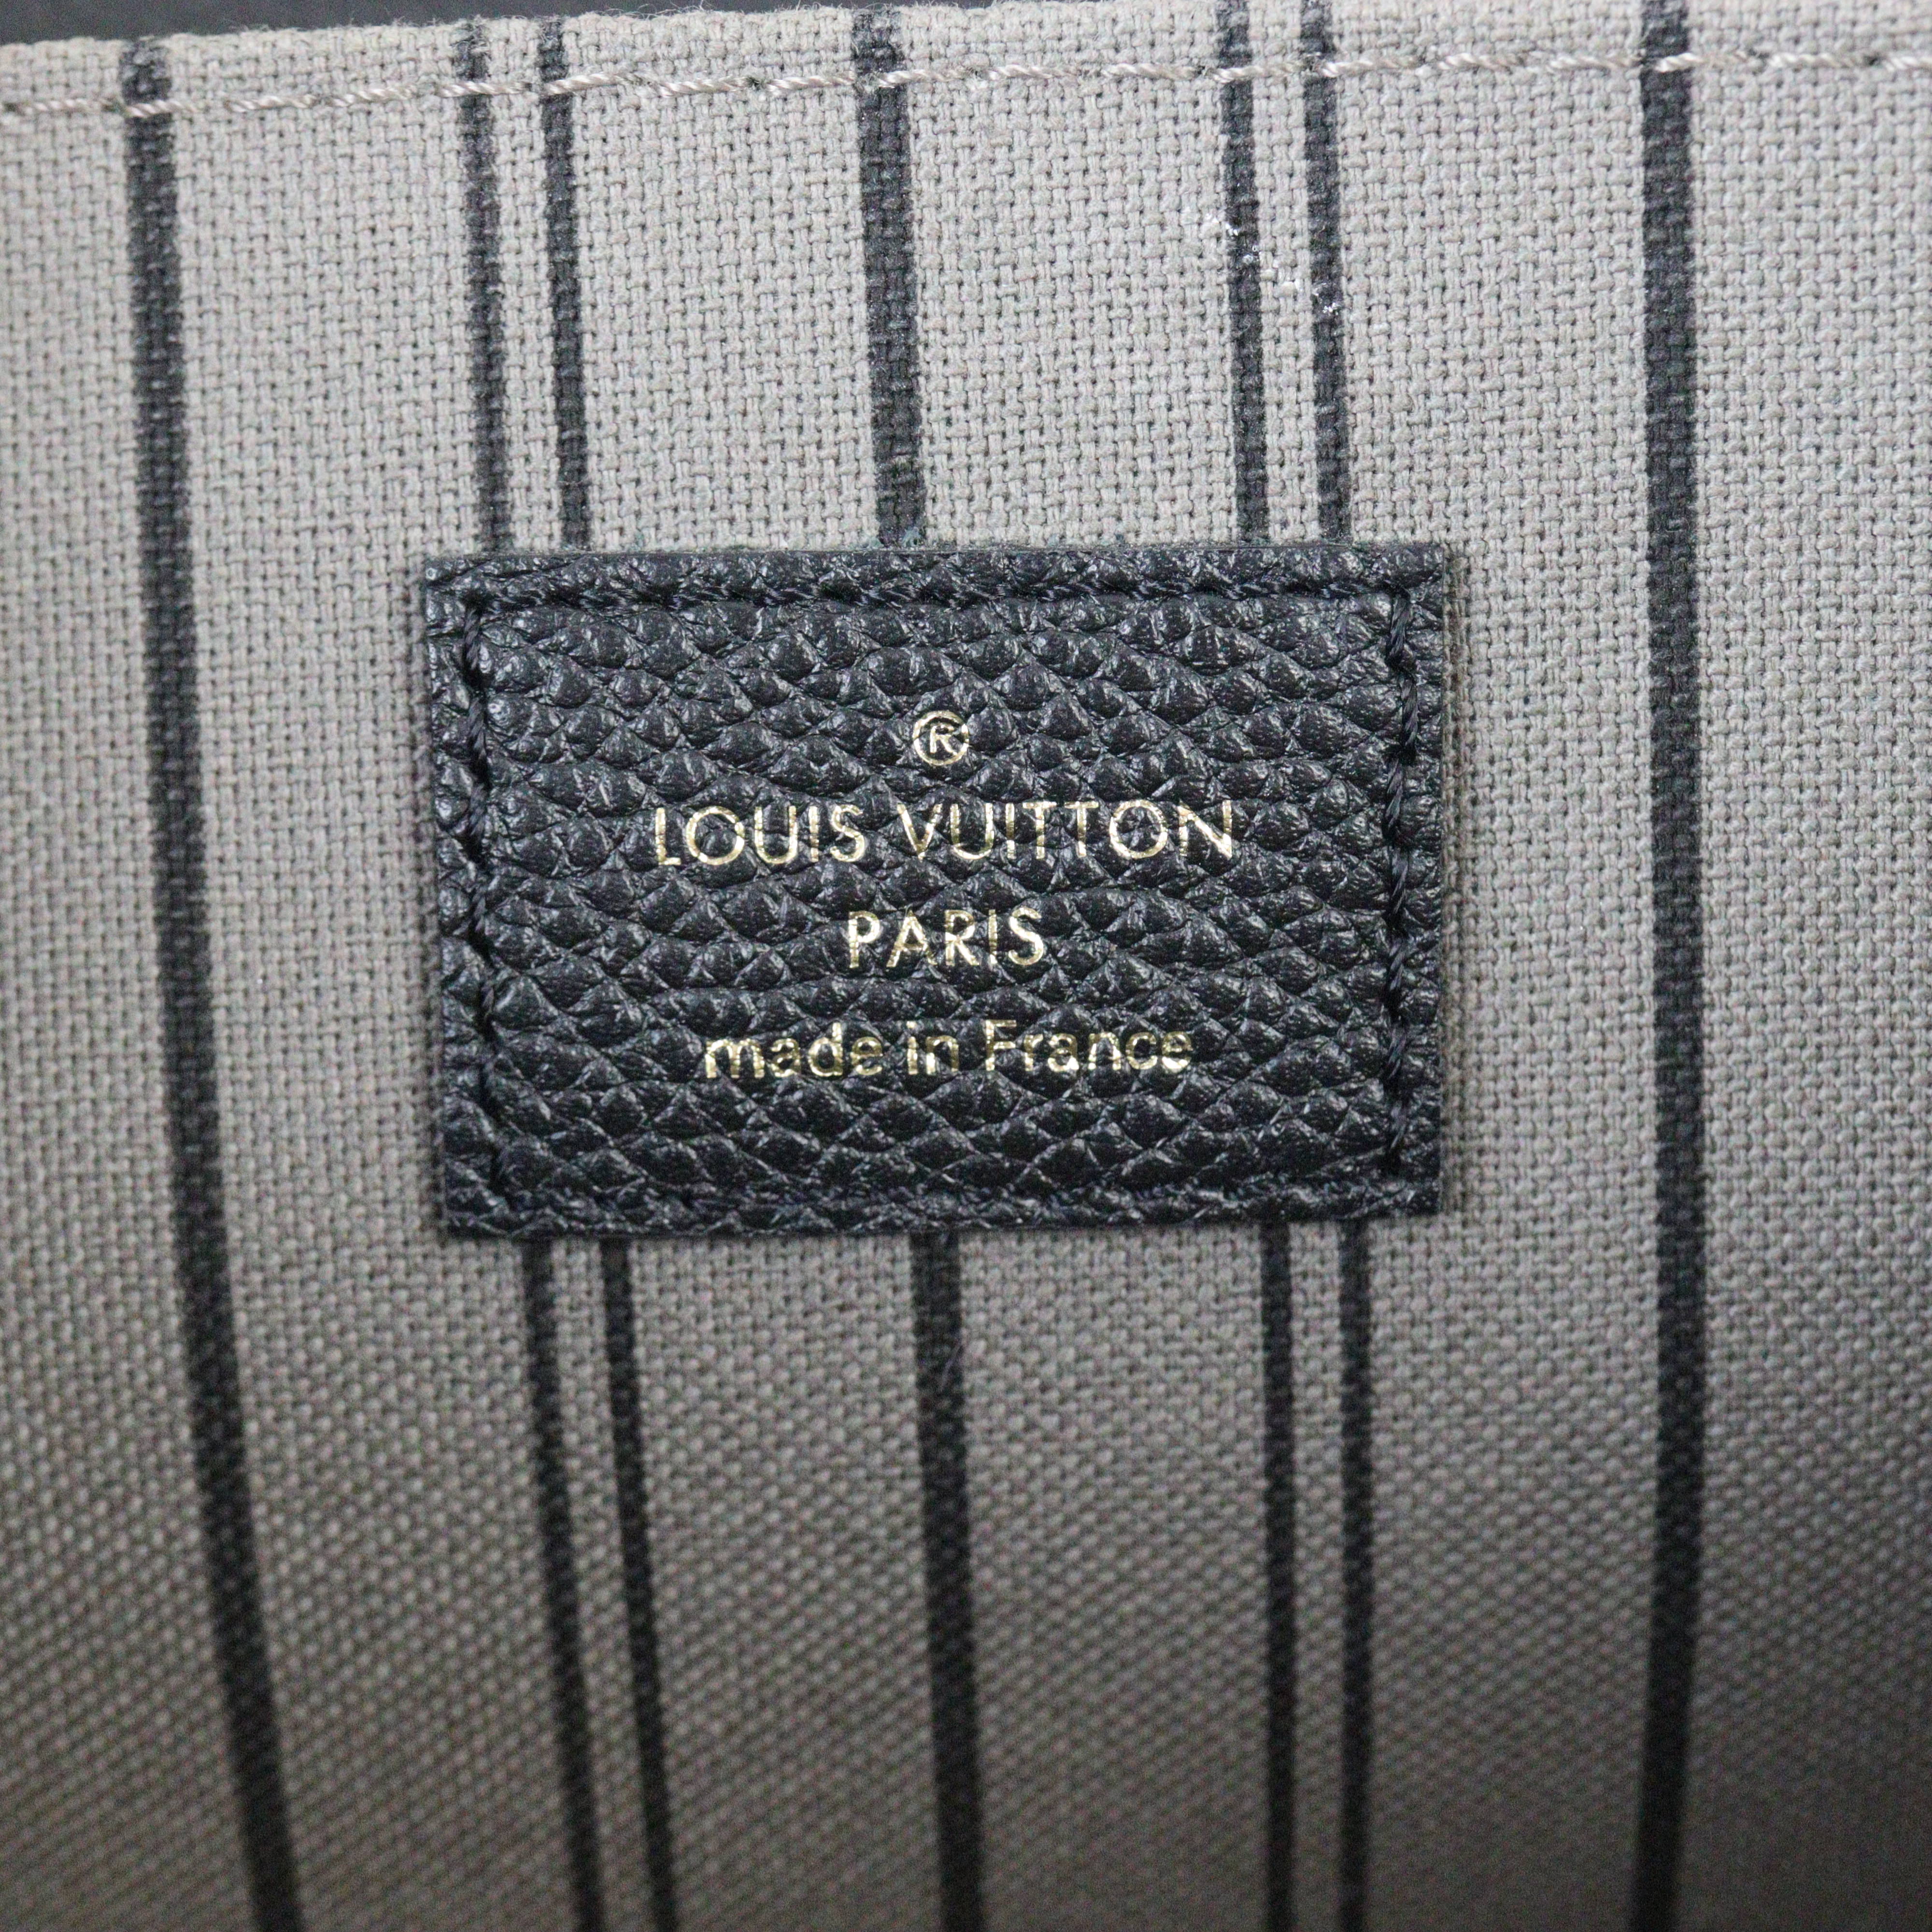 ®
LOUIS VUITTON
PARIS
made in France